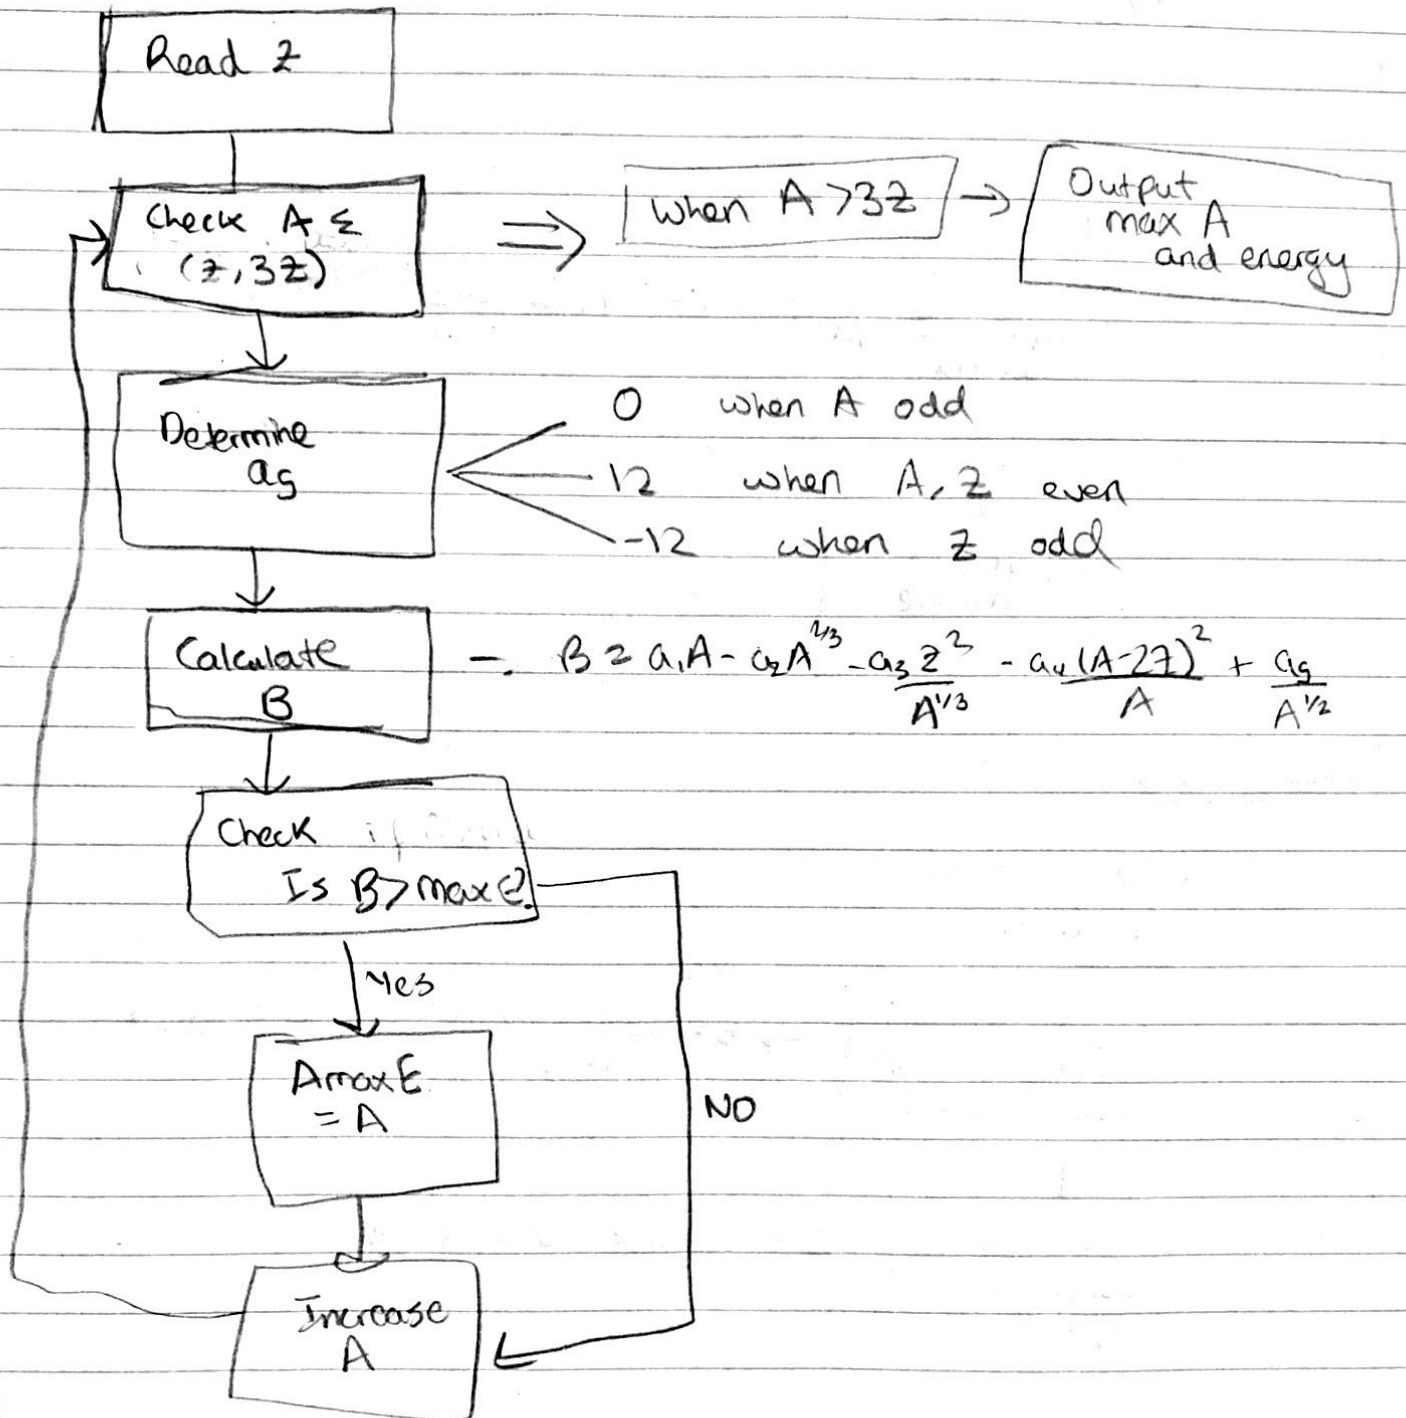 Read Z
Check A ε
(Z, 3Z)
when A > 3Z
Output
max A
and energy
Determine
a5
0 when A odd
12 when A, Z even
-12 when Z odd
Calculate
B
B = a1A - a2A^2/3 - a3Z^2/A^1/3 - a4(A-2Z)^2/A + a5/A^1/2
Check
Is B > max E?
Yes
AmaxE
= A
NO
Increase
A